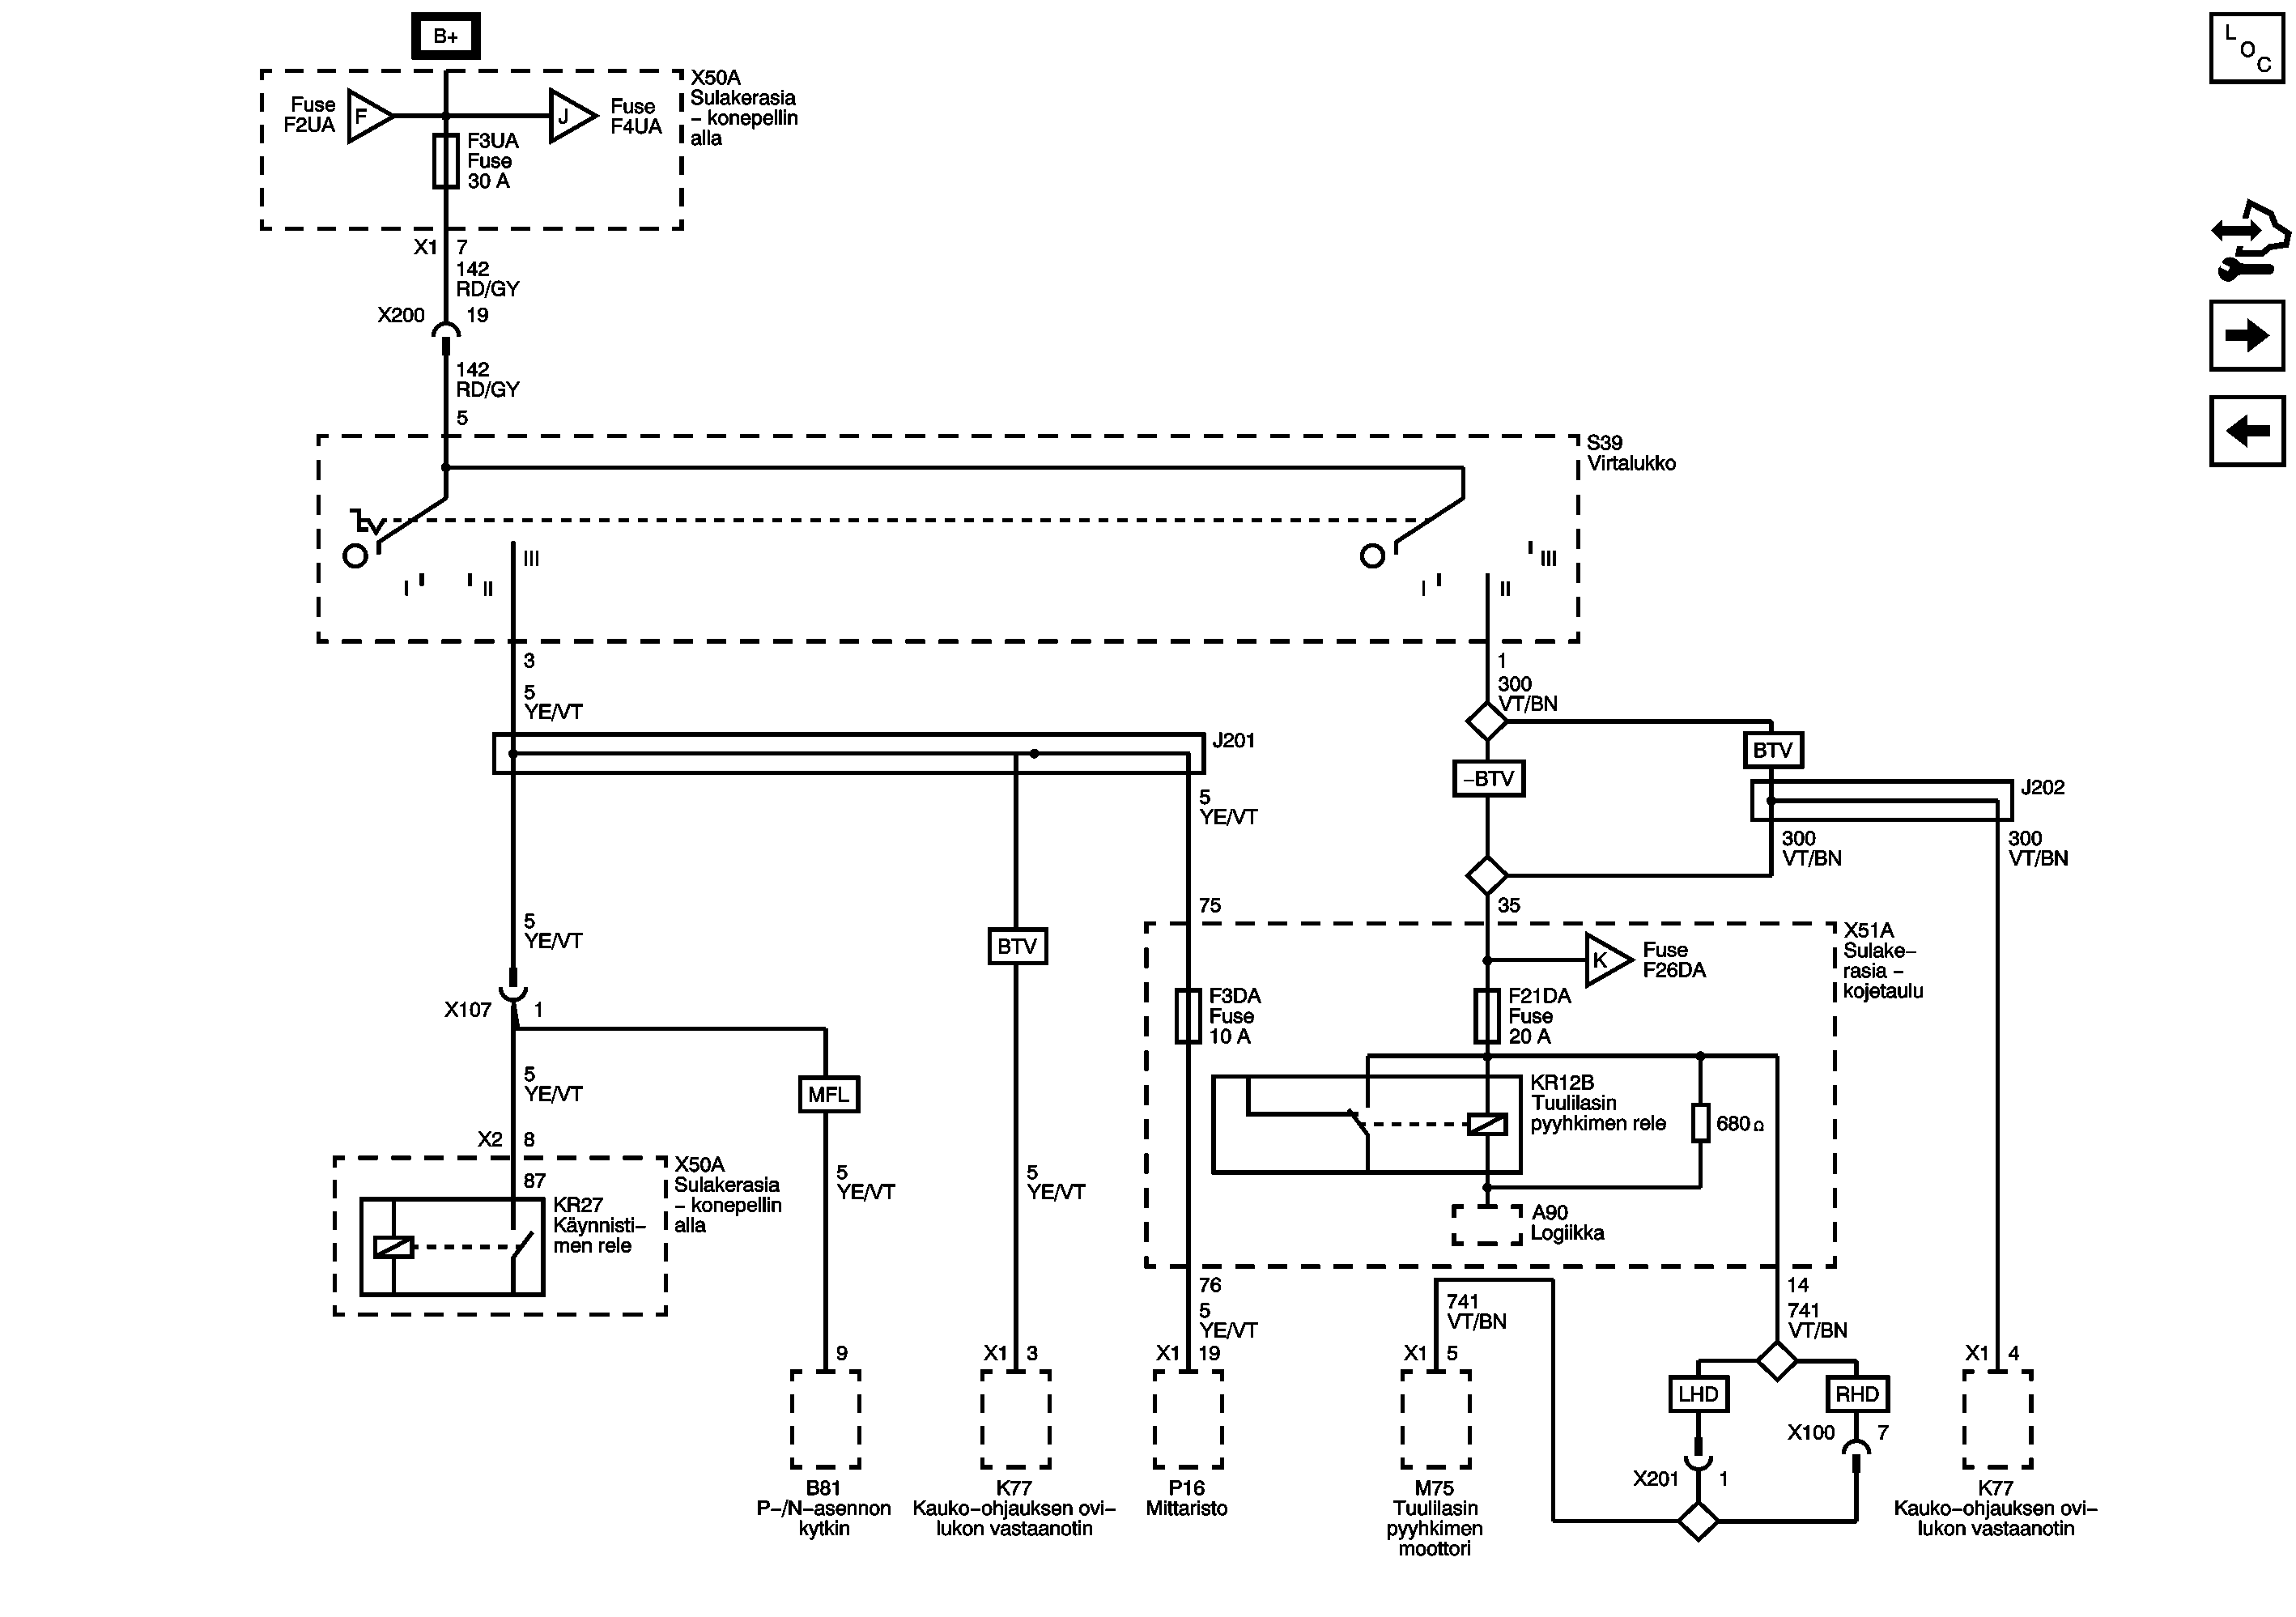 B+
L
O
C
X50A
Sulakerasia
– konepellin
alla
Fuse
F2UA
F
J
Fuse
F4UA
F3UA
Fuse
30 A
X1 7
142
RD/GY
X200 19
142
RD/GY
5
S39
Virtalukko
I
II
III
I
II
III
3
5
YE/VT
1
300
VT/BN
J201
BTV
–BTV
J202
5
YE/VT
300
VT/BN
300
VT/BN
75
35
5
YE/VT
BTV
X51A
Sulake–
rasia –
kojetaulu
K
Fuse
F26DA
F3DA
Fuse
10 A
F21DA
Fuse
20 A
X107 1
5
YE/VT
MFL
KR12B
Tuulilasin
pyyhkimen rele
680 Ω
X2 8
87
X50A
Sulakerasia
– konepellin
alla
KR27
Käynnisti–
men rele
5
YE/VT
5
YE/VT
A90
Logiikka
76
5
YE/VT
741
VT/BN
14
741
VT/BN
9
X1 3
X1 19
X1 5
X1 4
LHD
RHD
X100 7
X201 1
B81
P–/N–asennon
kytkin
K77
Kauko–ohjauksen ovi–
lukon vastaanotin
P16
Mittaristo
M75
Tuulilasin
pyyhkimen
moottori
K77
Kauko–ohjauksen ovi–
lukon vastaanotin